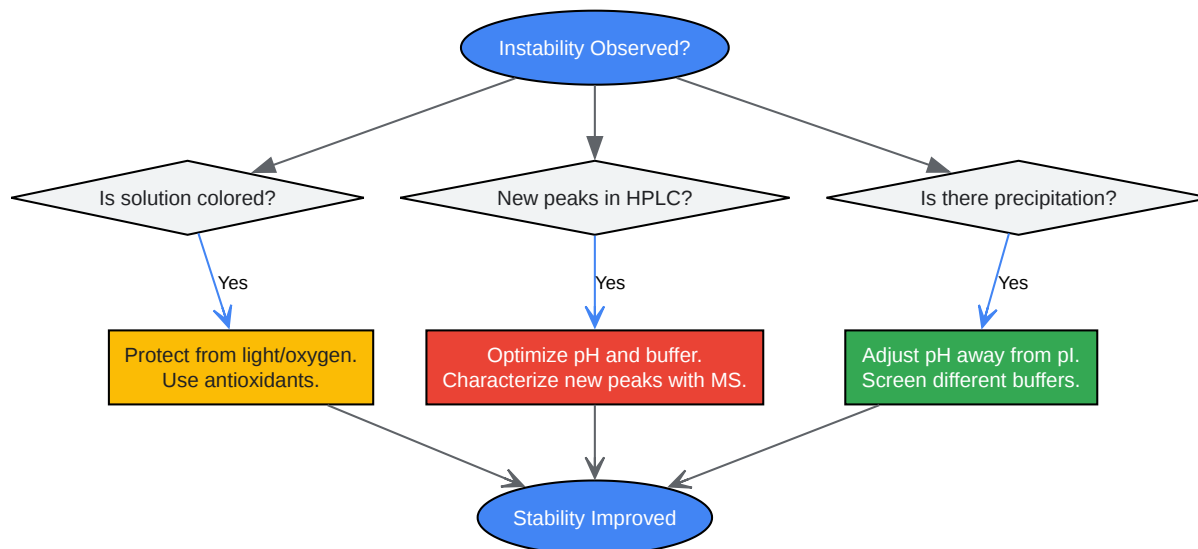 Instability Observed?
Is solution colored?
New peaks in HPLC?
Is there precipitation?
Yes
Yes
Yes
Protect from light/oxygen.
Use antioxidants.
Optimize pH and buffer.
Characterize new peaks with MS.
Adjust pH away from pI.
Screen different buffers.
Stability Improved